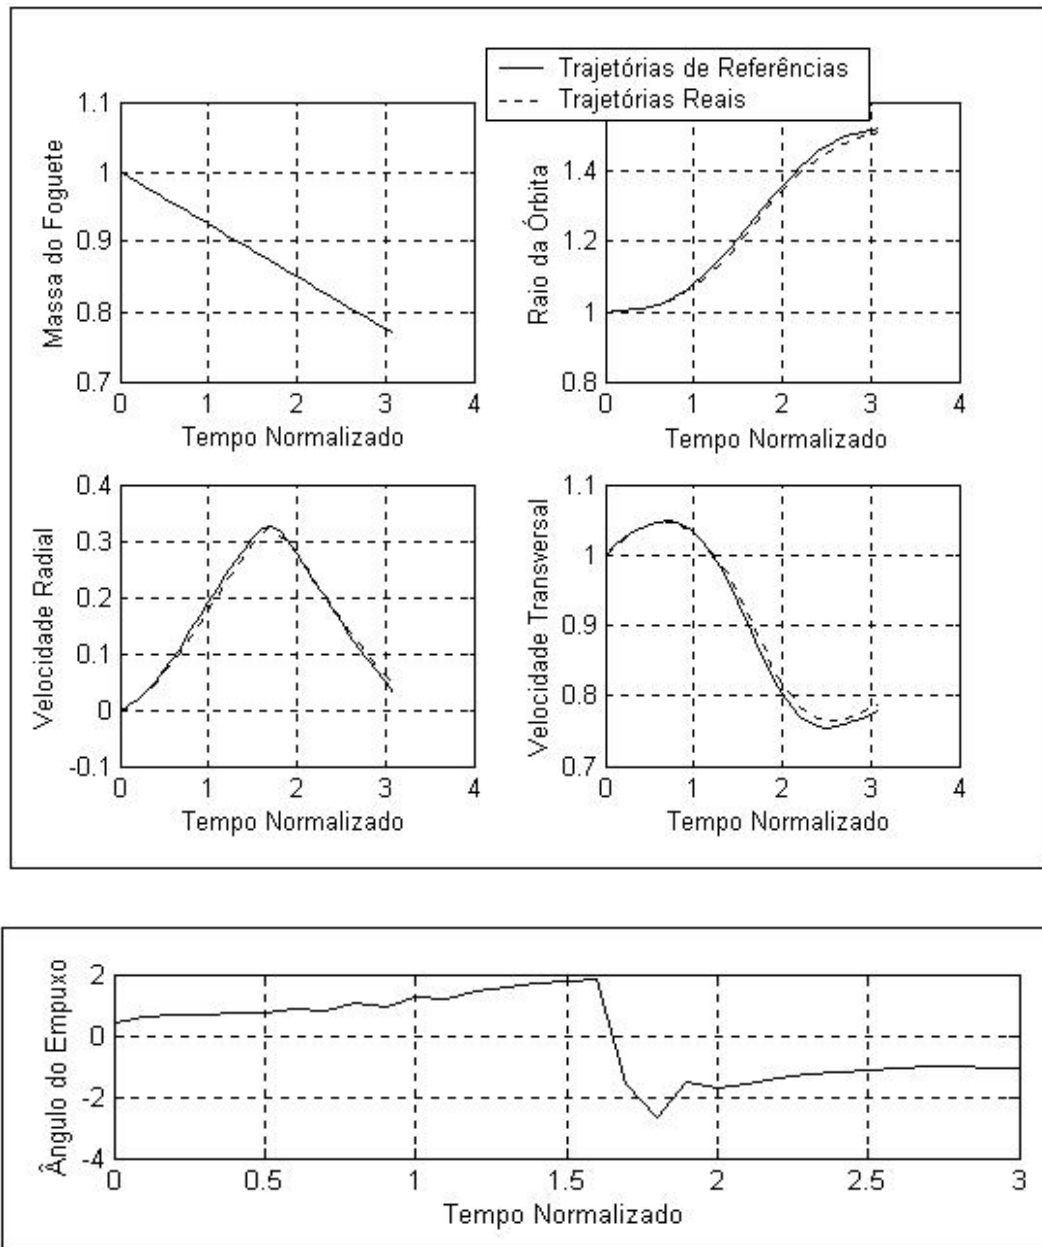 Trajetórias de Referências
Trajetórias Reais
1.1
1
0.9
0.8
0.7
Massa do Foguete
0 1 2 3 4
Tempo Normalizado
1.4
1.2
1
0.8
Raio da Órbita
0 1 2 3 4
Tempo Normalizado
0.4
0.3
0.2
0.1
0
-0.1
Velocidade Radial
0 1 2 3 4
Tempo Normalizado
1.1
1
0.9
0.8
0.7
Velocidade Transversal
0 1 2 3 4
Tempo Normalizado
2
0
-2
-4
Ângulo do Empuxo
0 0.5 1 1.5 2 2.5 3
Tempo Normalizado